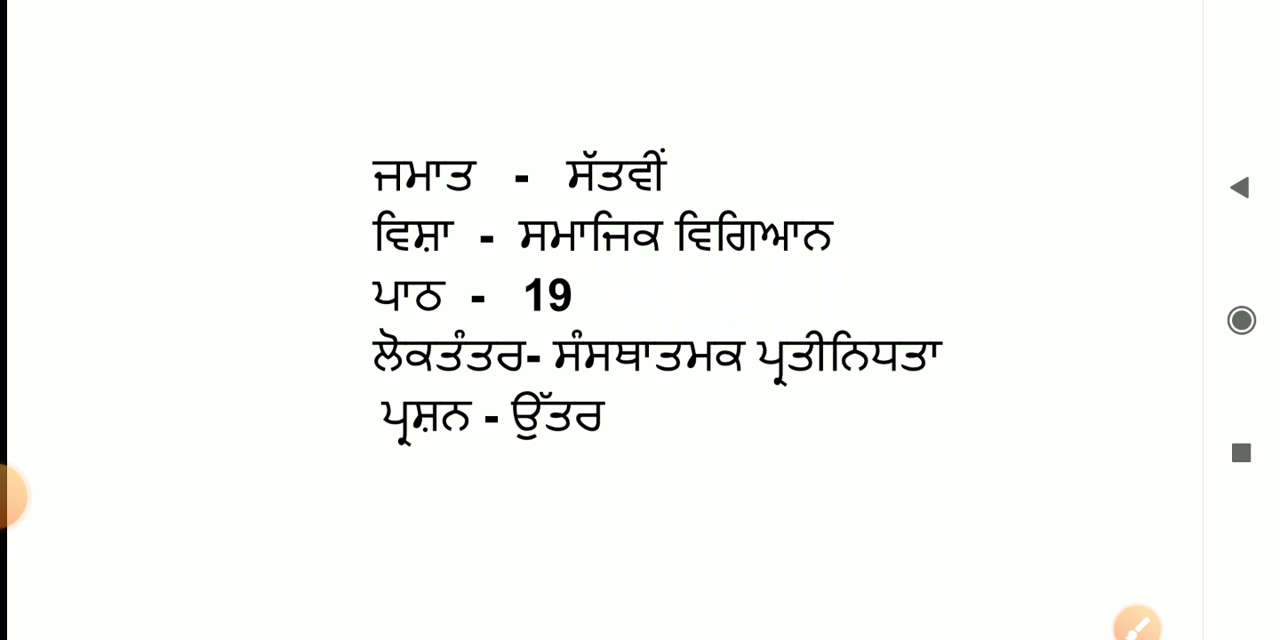 ਜਮਾਤ - ਸੱਤਵੀਂ
ਵਿਸ਼ਾ - ਸਮਾਜਿਕ ਵਿਗਿਆਨ
ਪਾਠ - 19
ਲੋਕਤੰਤਰ- ਸੰਸਥਾਤਮਕ ਪ੍ਰਤੀਨਿਧਤਾ
ਪ੍ਰਸ਼ਨ - ਉੱਤਰ